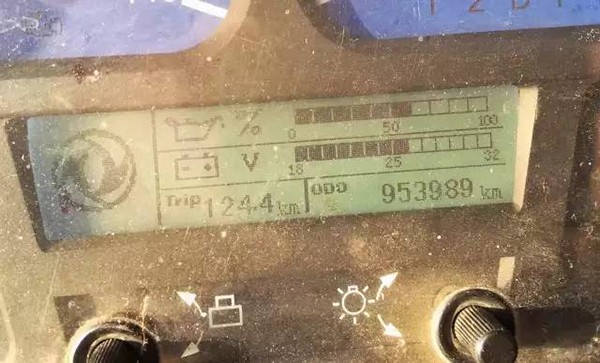 %
0 50 100
V
18 25 32
Trip 124.4 km
ODO 953989 km